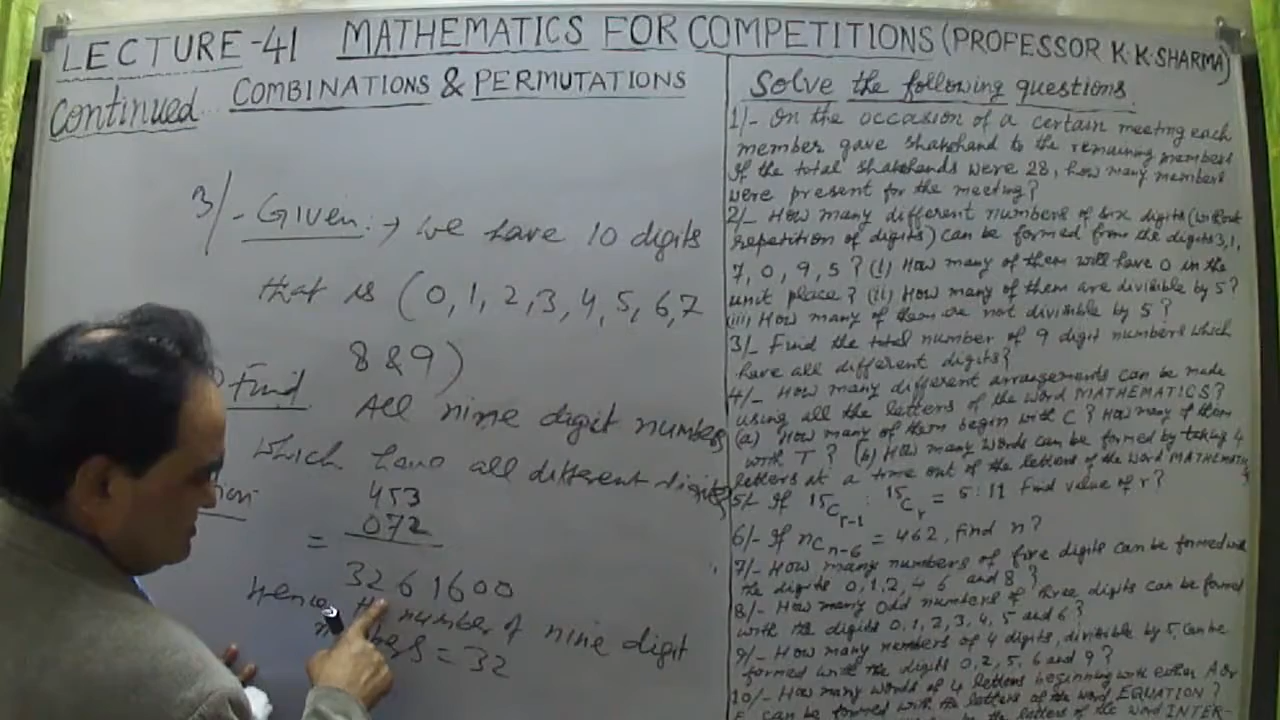 LECTURE-41 MATHEMATICS FOR COMPETITIONS (PROFESSOR K.K.SHARMA)
continued... COMBINATIONS & PERMUTATIONS
3/- Given :→ we have 10 digits
that is (0, 1, 2, 3, 4, 5, 6, 7
8 & 9)
Find All nine digit numbers
which have all different digits
453
072
= 3261600
Hence the number of nine digit
= 32
Solve the following questions.
1/- On the occasion of a certain meeting each
member gave shakehand to the remaining members
If the total shakehands were 28, how many members
were present for the meeting?
2/- How many different numbers of six digits (without
repetition of digits) can be formed from the digits 3, 1,
7, 0, 9, 5 ? (i) How many of them will have 0 in the
unit place? (ii) How many of them are divisible by 5?
(iii) How many of them are not divisible by 5 ?
3/- Find the total number of 9 digit numbers which
have all different digits?
4/- How many different arrangements can be made
using all the letters of the word MATHEMATICS?
(a) How many of them begin with C ? How many of them
with T ? (b) How many words can be formed by taking 4
letters at a time out of the letters of the word MATHEMATI
5/- If 15Cr-1 : 15Cr = 5:11 Find value of r?
6/- If nCn-6 = 462, find n?
7/- How many numbers of five digits can be formed with
the digits 0, 1, 2, 4 6 and 8 ?
8/- How many odd numbers of three digits can be formed
with the digits 0, 1, 2, 3, 4, 5 and 6 ?
9/- How many numbers of 4 digits, divisible by 5, can be
formed with the digits 0, 2, 5, 6 and 9 ?
10/- How many words of 4 letters beginning with either A or
E can be formed with the letters of the word EQUATION ?
the letters of the word INTER-